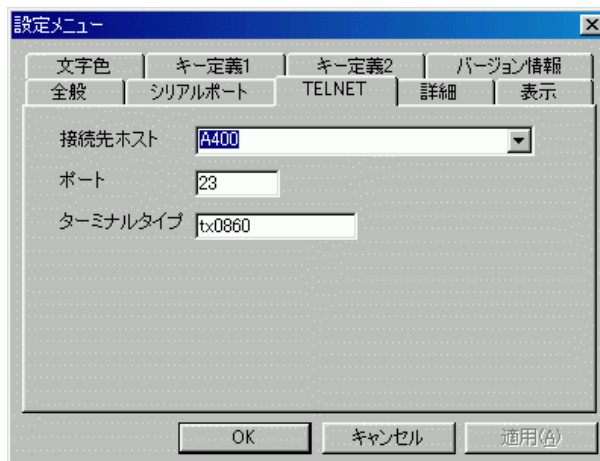 設定メニュー
文字色 キー定義1 キー定義2 バージョン情報
全般 シリアルポート TELNET 詳細 表示
接続先ホスト A400
ポート 23
ターミナルタイプ tx0860
OK キャンセル 適用(A)